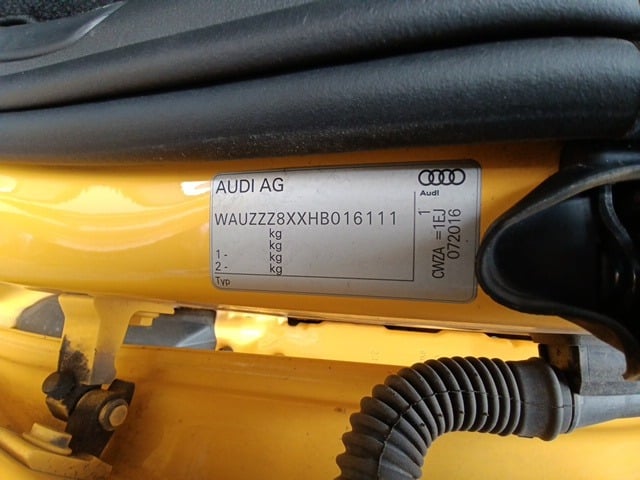 AUDI AG
Audi
WAUZZZ8XXHB016111
kg
kg
1 - kg
2 - kg
Typ
CWZA =1EJ 1
072016